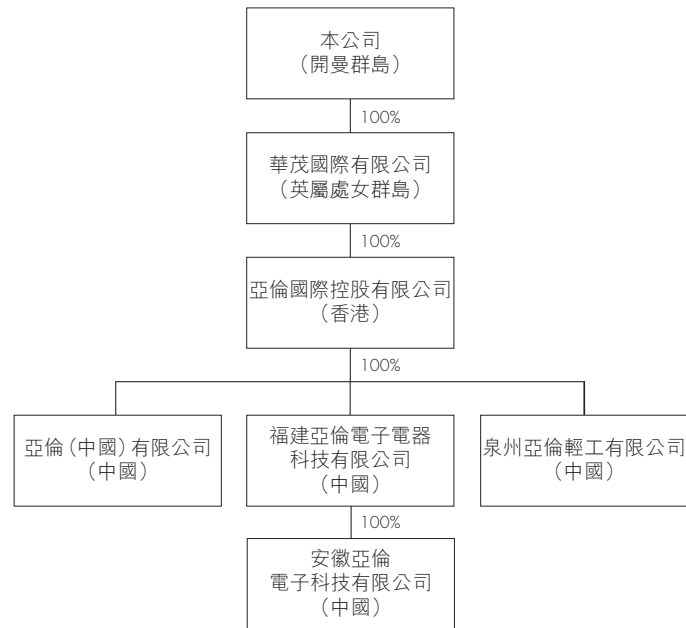 本公司
（開曼群島）
100%
華茂國際有限公司
（英屬處女群島）
100%
亞倫國際控股有限公司
（香港）
100%
亞倫（中國）有限公司
（中國）
福建亞倫電子電器
科技有限公司
（中國）
泉州亞倫輕工有限公司
（中國）
100%
安徽亞倫
電子科技有限公司
（中國）